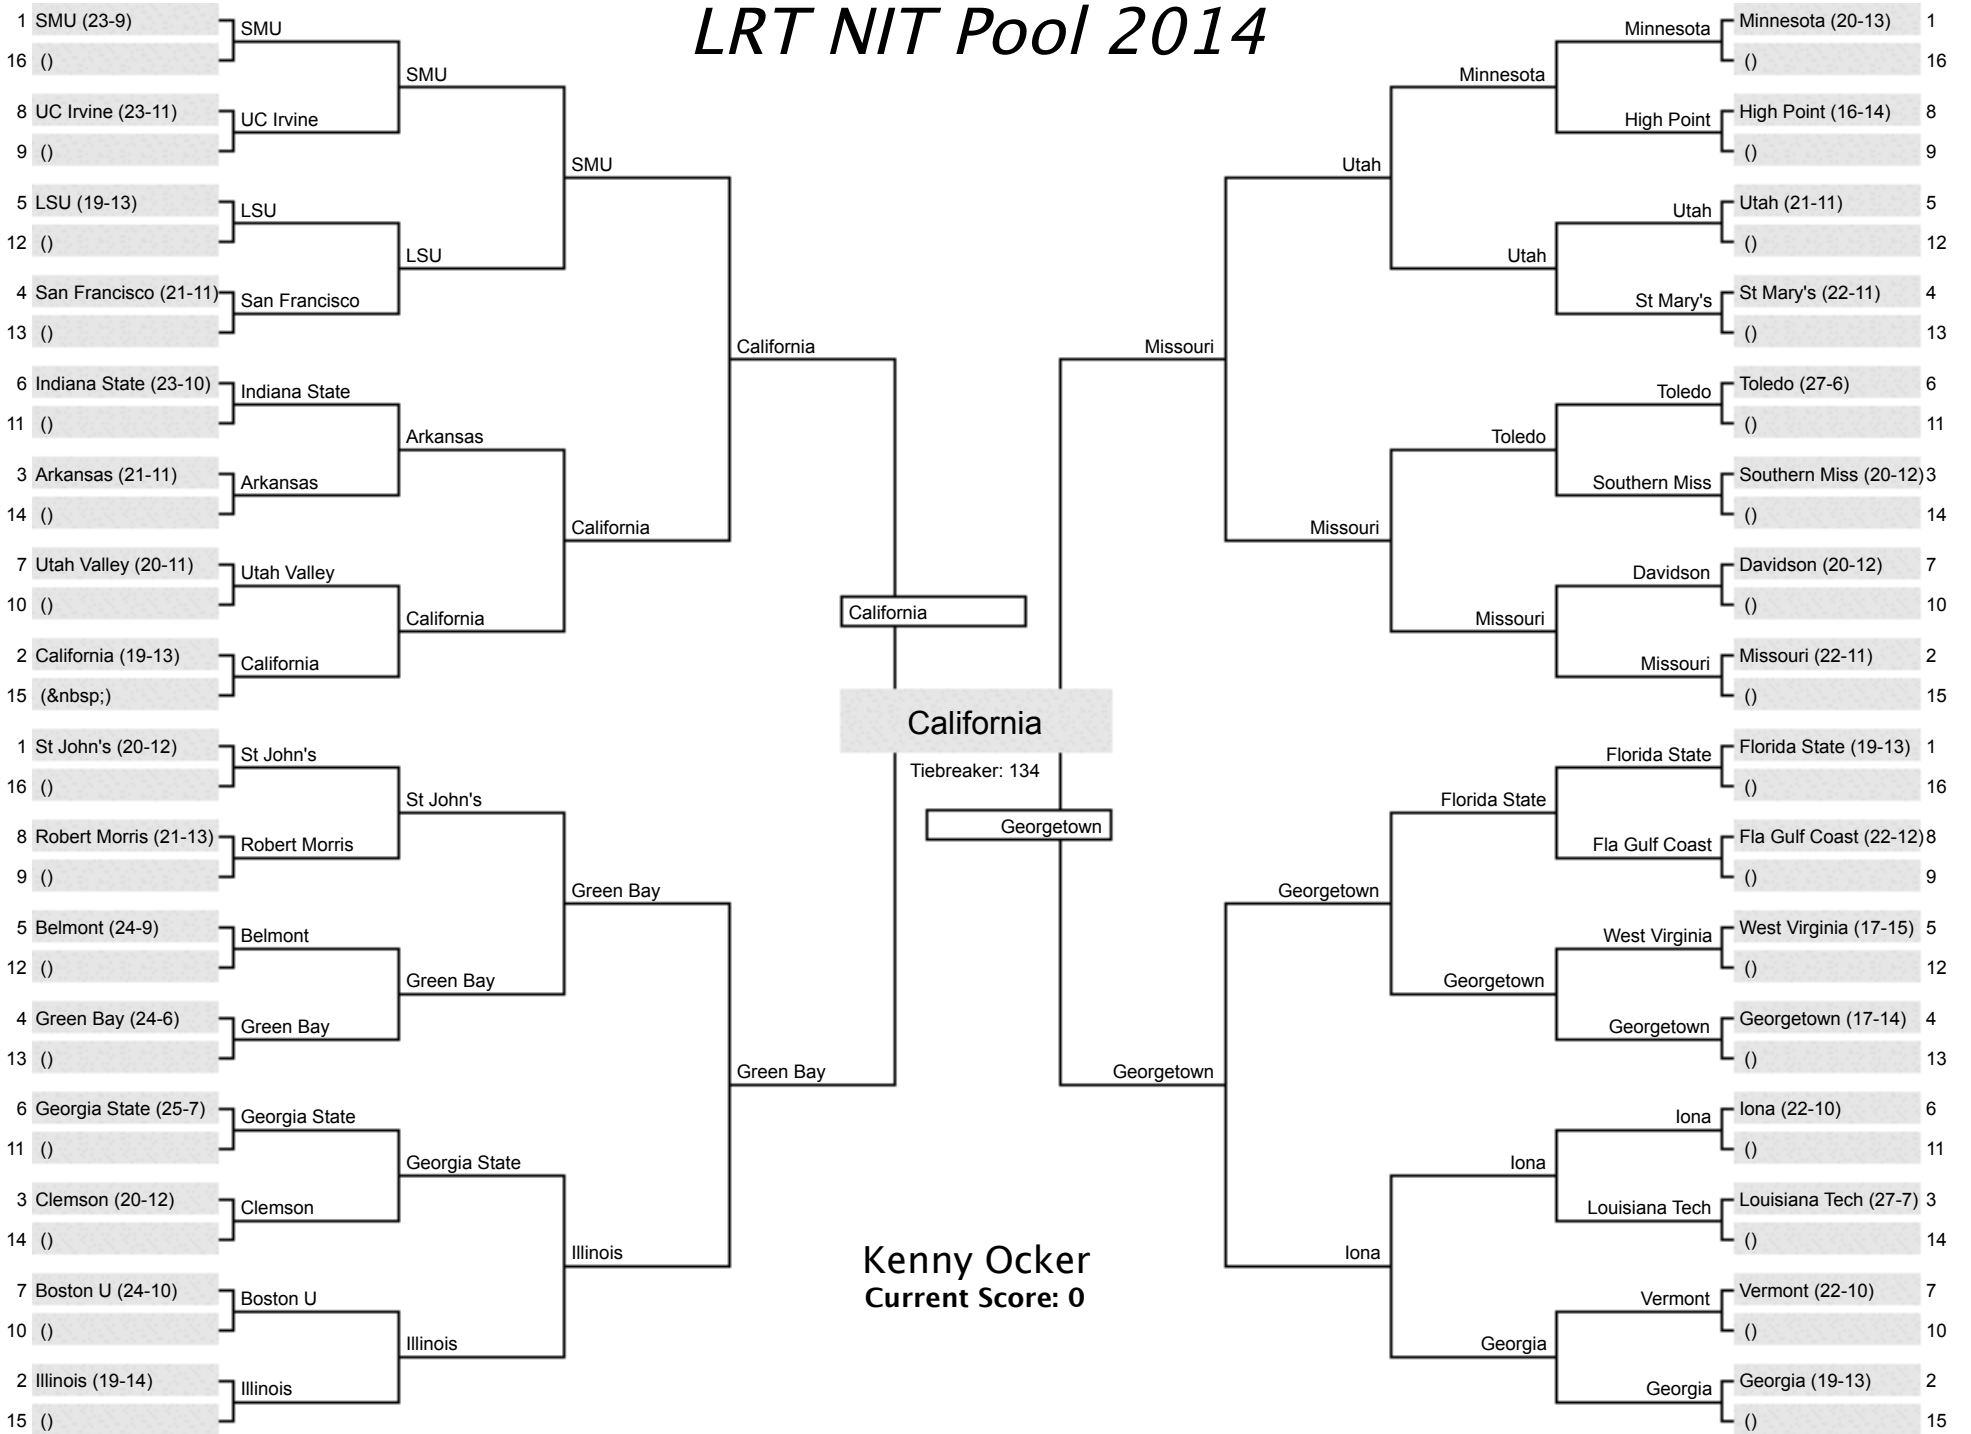 LRT NIT Pool 2014
1 SMU (23-9)
16 ()
8 UC Irvine (23-11)
9 ()
5 LSU (19-13)
12 ()
4 San Francisco (21-11)
13 ()
6 Indiana State (23-10)
11 ()
3 Arkansas (21-11)
14 ()
7 Utah Valley (20-11)
10 ()
2 California (19-13)
15 (&nbsp;)
1 St John's (20-12)
16 ()
8 Robert Morris (21-13)
9 ()
5 Belmont (24-9)
12 ()
4 Green Bay (24-6)
13 ()
6 Georgia State (25-7)
11 ()
3 Clemson (20-12)
14 ()
7 Boston U (24-10)
10 ()
2 Illinois (19-14)
15 ()
SMU
UC Irvine
LSU
San Francisco
Indiana State
Arkansas
Utah Valley
California
St John's
Robert Morris
Belmont
Green Bay
Georgia State
Clemson
Boston U
Illinois
SMU
LSU
Arkansas
California
St John's
Green Bay
Georgia State
Illinois
SMU
California
Green Bay
Illinois
California
Green Bay
California
California
Tiebreaker: 134
Georgetown
Kenny Ocker
Current Score: 0
Missouri
Georgetown
Utah
Missouri
Georgetown
Iona
Minnesota
Utah
Toledo
Missouri
Florida State
Georgetown
Iona
Georgia
Minnesota
High Point
Utah
St Mary's
Toledo
Southern Miss
Davidson
Missouri
Florida State
Fla Gulf Coast
West Virginia
Georgetown
Iona
Louisiana Tech
Vermont
Georgia
Minnesota (20-13) 1
() 16
High Point (16-14) 8
() 9
Utah (21-11) 5
() 12
St Mary's (22-11) 4
() 13
Toledo (27-6) 6
() 11
Southern Miss (20-12) 3
() 14
Davidson (20-12) 7
() 10
Missouri (22-11) 2
() 15
Florida State (19-13) 1
() 16
Fla Gulf Coast (22-12) 8
() 9
West Virginia (17-15) 5
() 12
Georgetown (17-14) 4
() 13
Iona (22-10) 6
() 11
Louisiana Tech (27-7) 3
() 14
Vermont (22-10) 7
() 10
Georgia (19-13) 2
() 15